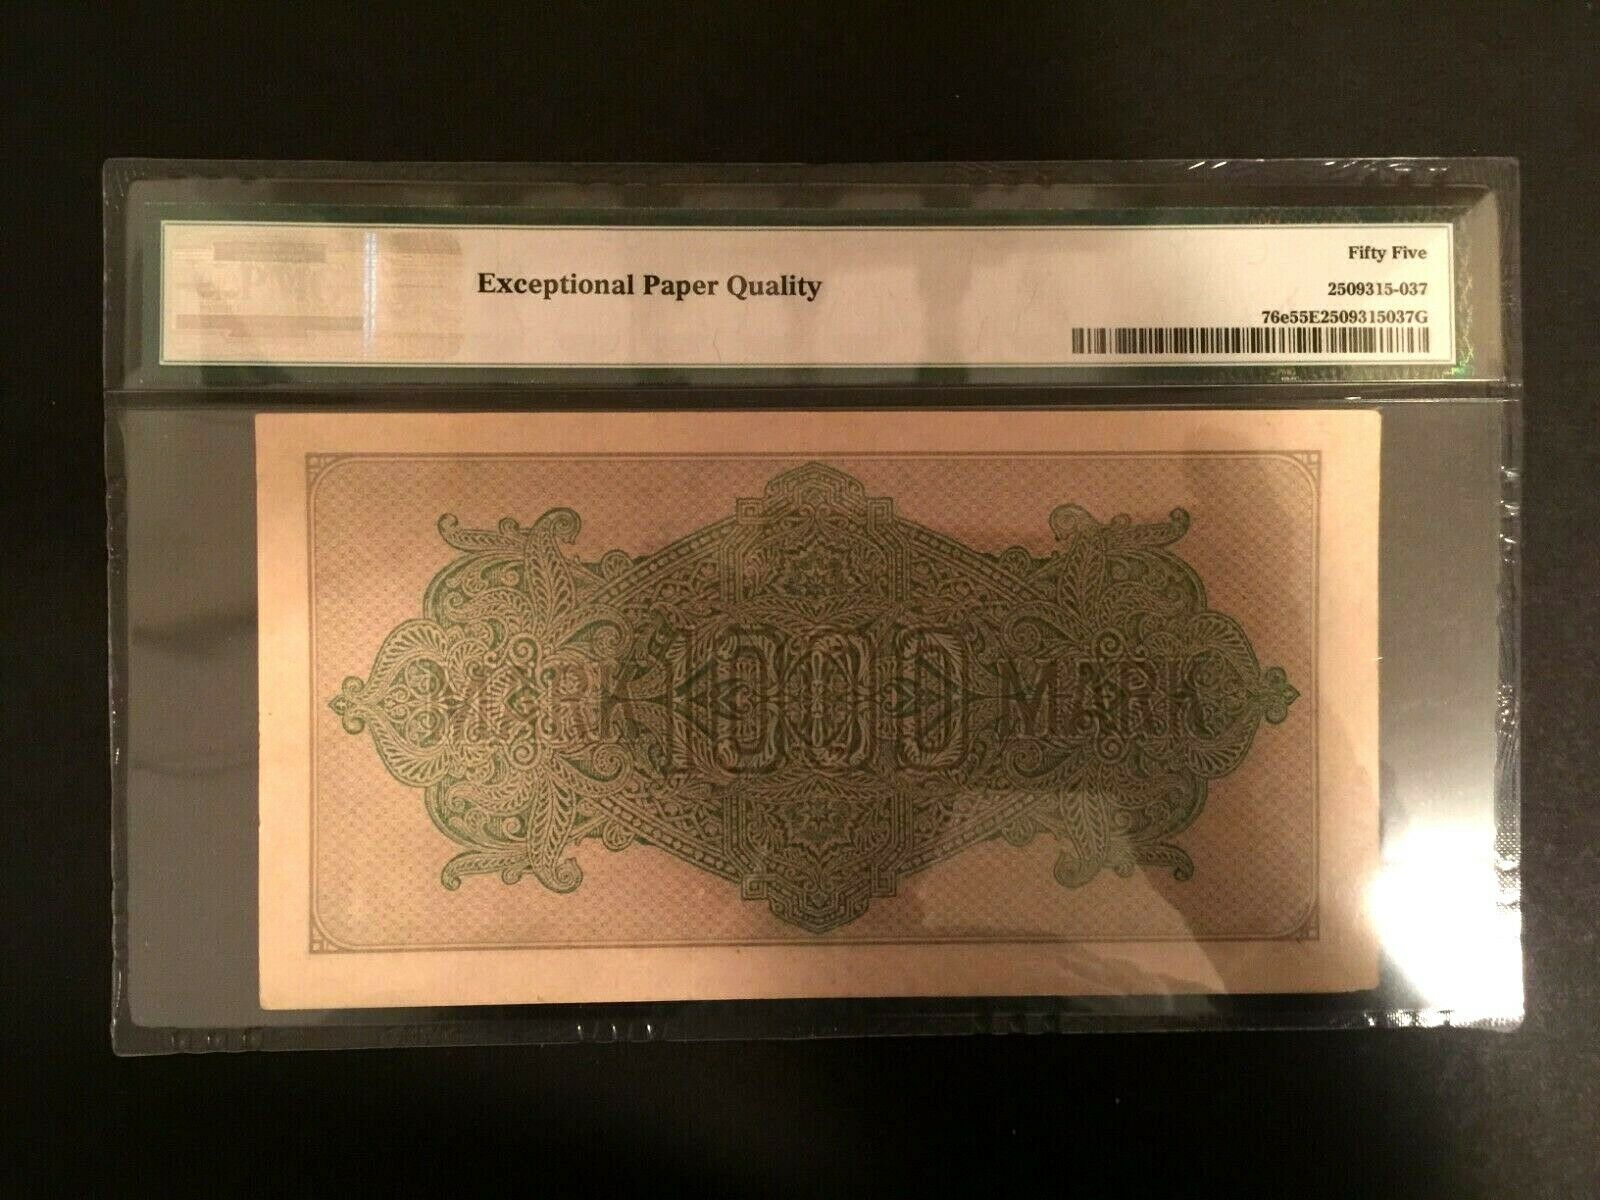 Exceptional Paper Quality
Fifty Five
2509315-037
76e55E2509315037G
MARK 1000 MARK